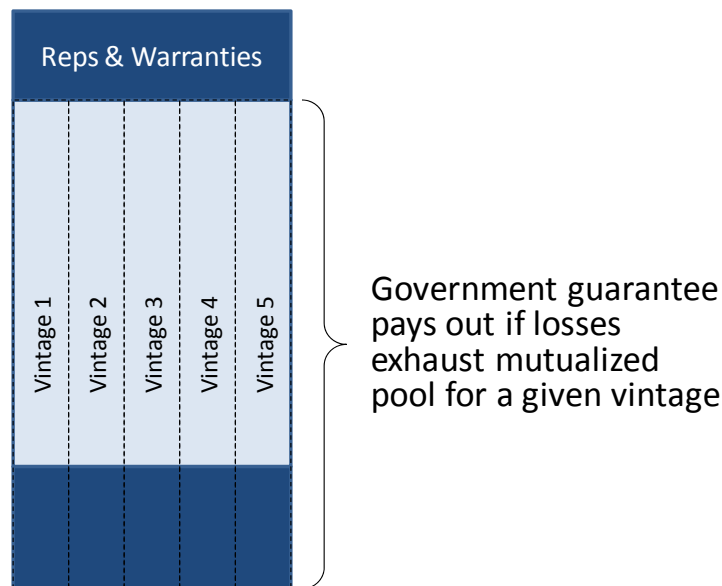 Reps & Warranties
Vintage 1
Vintage 2
Vintage 3
Vintage 4
Vintage 5
Government guarantee
pays out if losses
exhaust mutualized
pool for a given vintage